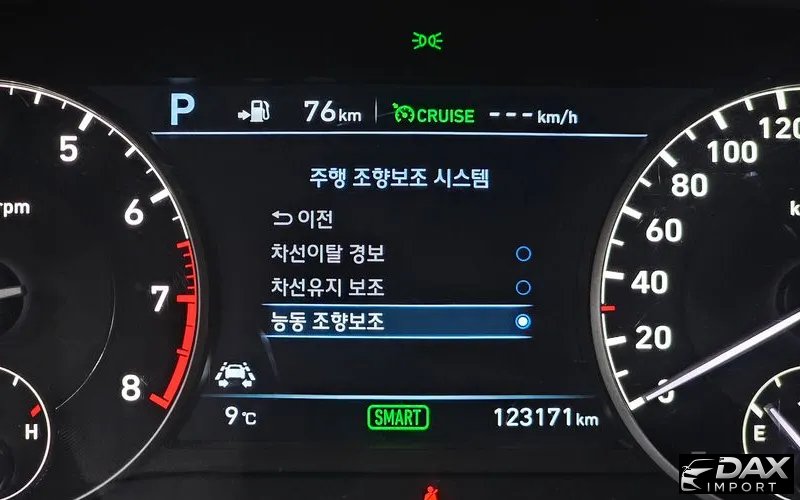 P 76km CRUISE ---km/h
주행 조향보조 시스템
이전
차선이탈 경보
차선유지 보조
능동 조향보조
9℃ SMART 123171km
5
6
7
8
rpm
H
120
100
80
60
40
20
0
k
E
DAX
IMPORT